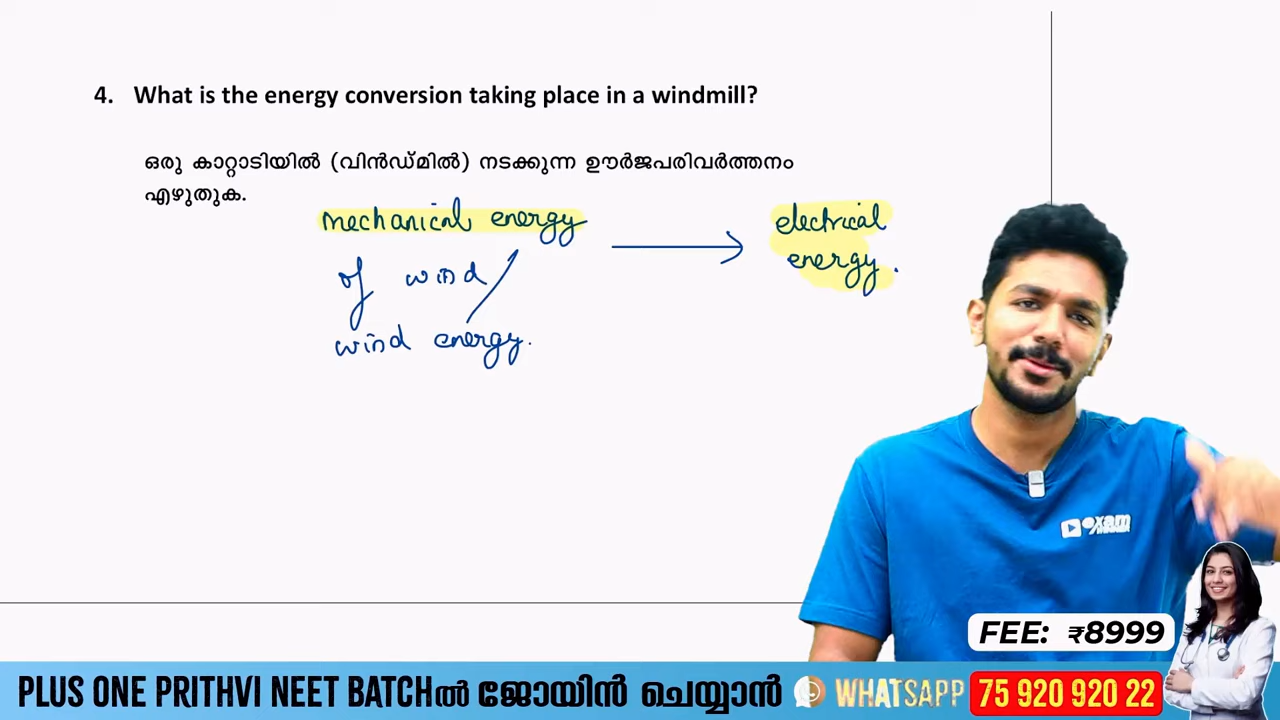 4. What is the energy conversion taking place in a windmill?
ഒരു കാറ്റാടിയിൽ (വിൻഡ്മിൽ) നടക്കുന്ന ഊർജപരിവർത്തനം
എഴുതുക.
mechanical energy
of wind
wind energy.
electrical
energy.
exam
FEE: ₹8999
PLUS ONE PRITHVI NEET BATCHൽ ജോയിൻ ചെയ്യാൻ WHATSAPP 75 920 920 22